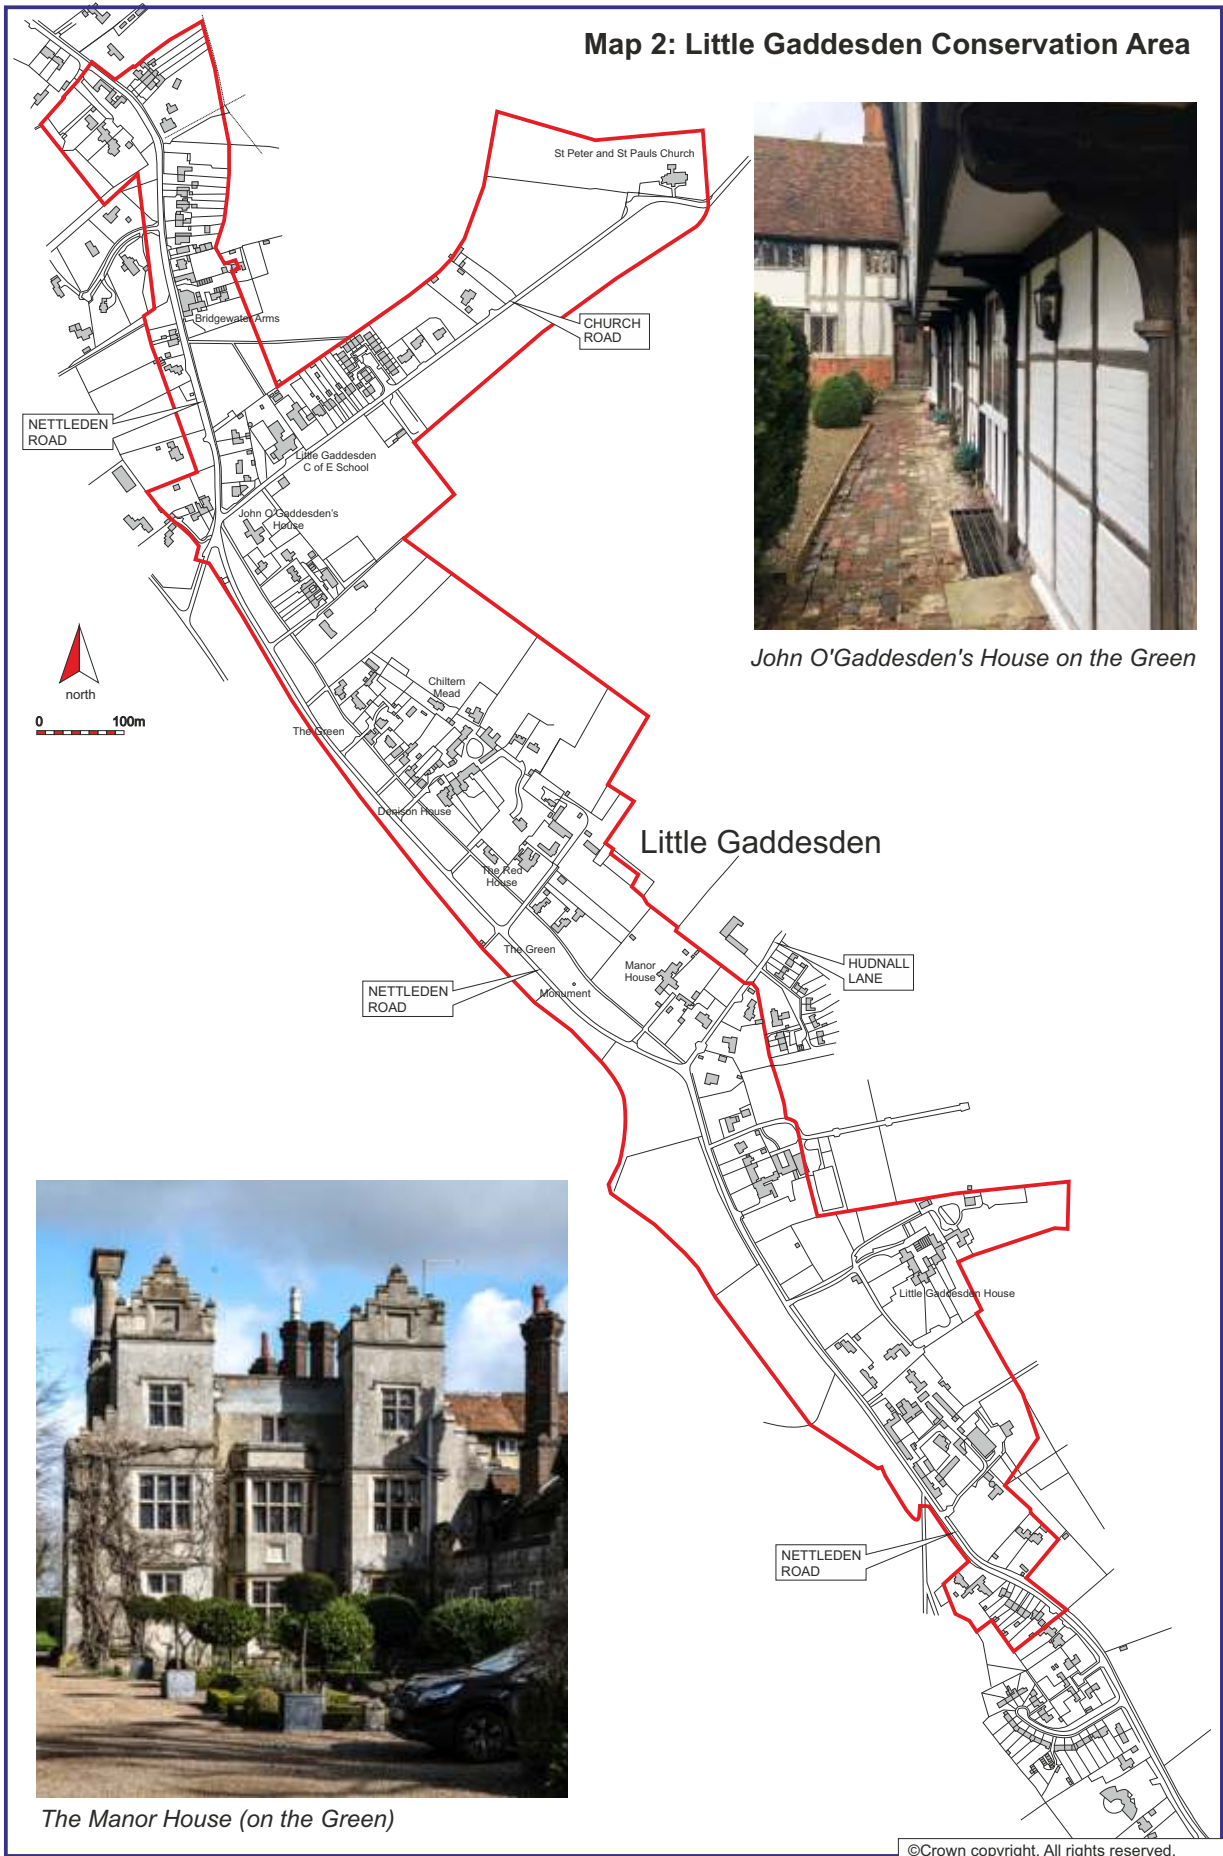 Map 2: Little Gaddesden Conservation Area
St Peter and St Pauls Church
Bridgewater Arms
CHURCH
ROAD
NETTLEDEN
ROAD
Little Gaddesden
C of E School
John O'Gaddesden's
House
John O'Gaddesden's House on the Green
north
0 100m
Chiltern
Mead
The Green
Denison House
Little Gaddesden
The Red
House
The Green
Manor
House
HUDNALL
LANE
NETTLEDEN
ROAD
Monument
Little Gaddesden House
NETTLEDEN
ROAD
The Manor House (on the Green)
©Crown copyright. All rights reserved.